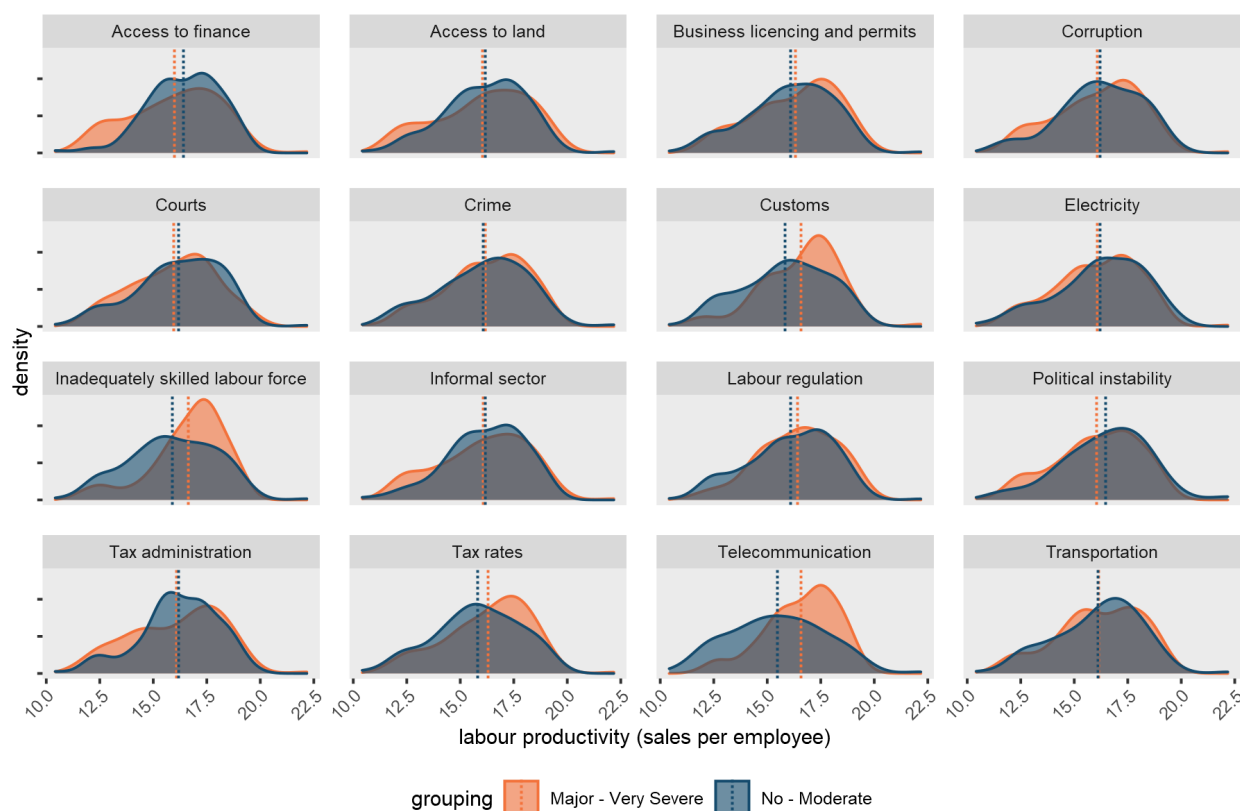 Access to finance
Access to land
Business licencing and permits
Corruption
Courts
Crime
Customs
Electricity
Inadequately skilled labour force
Informal sector
Labour regulation
Political instability
Tax administration
Tax rates
Telecommunication
Transportation
density
10.0 12.5 15.0 17.5 20.0 22.5
10.0 12.5 15.0 17.5 20.0 22.5
10.0 12.5 15.0 17.5 20.0 22.5
10.0 12.5 15.0 17.5 20.0 22.5
labour productivity (sales per employee)
grouping Major - Very Severe No - Moderate